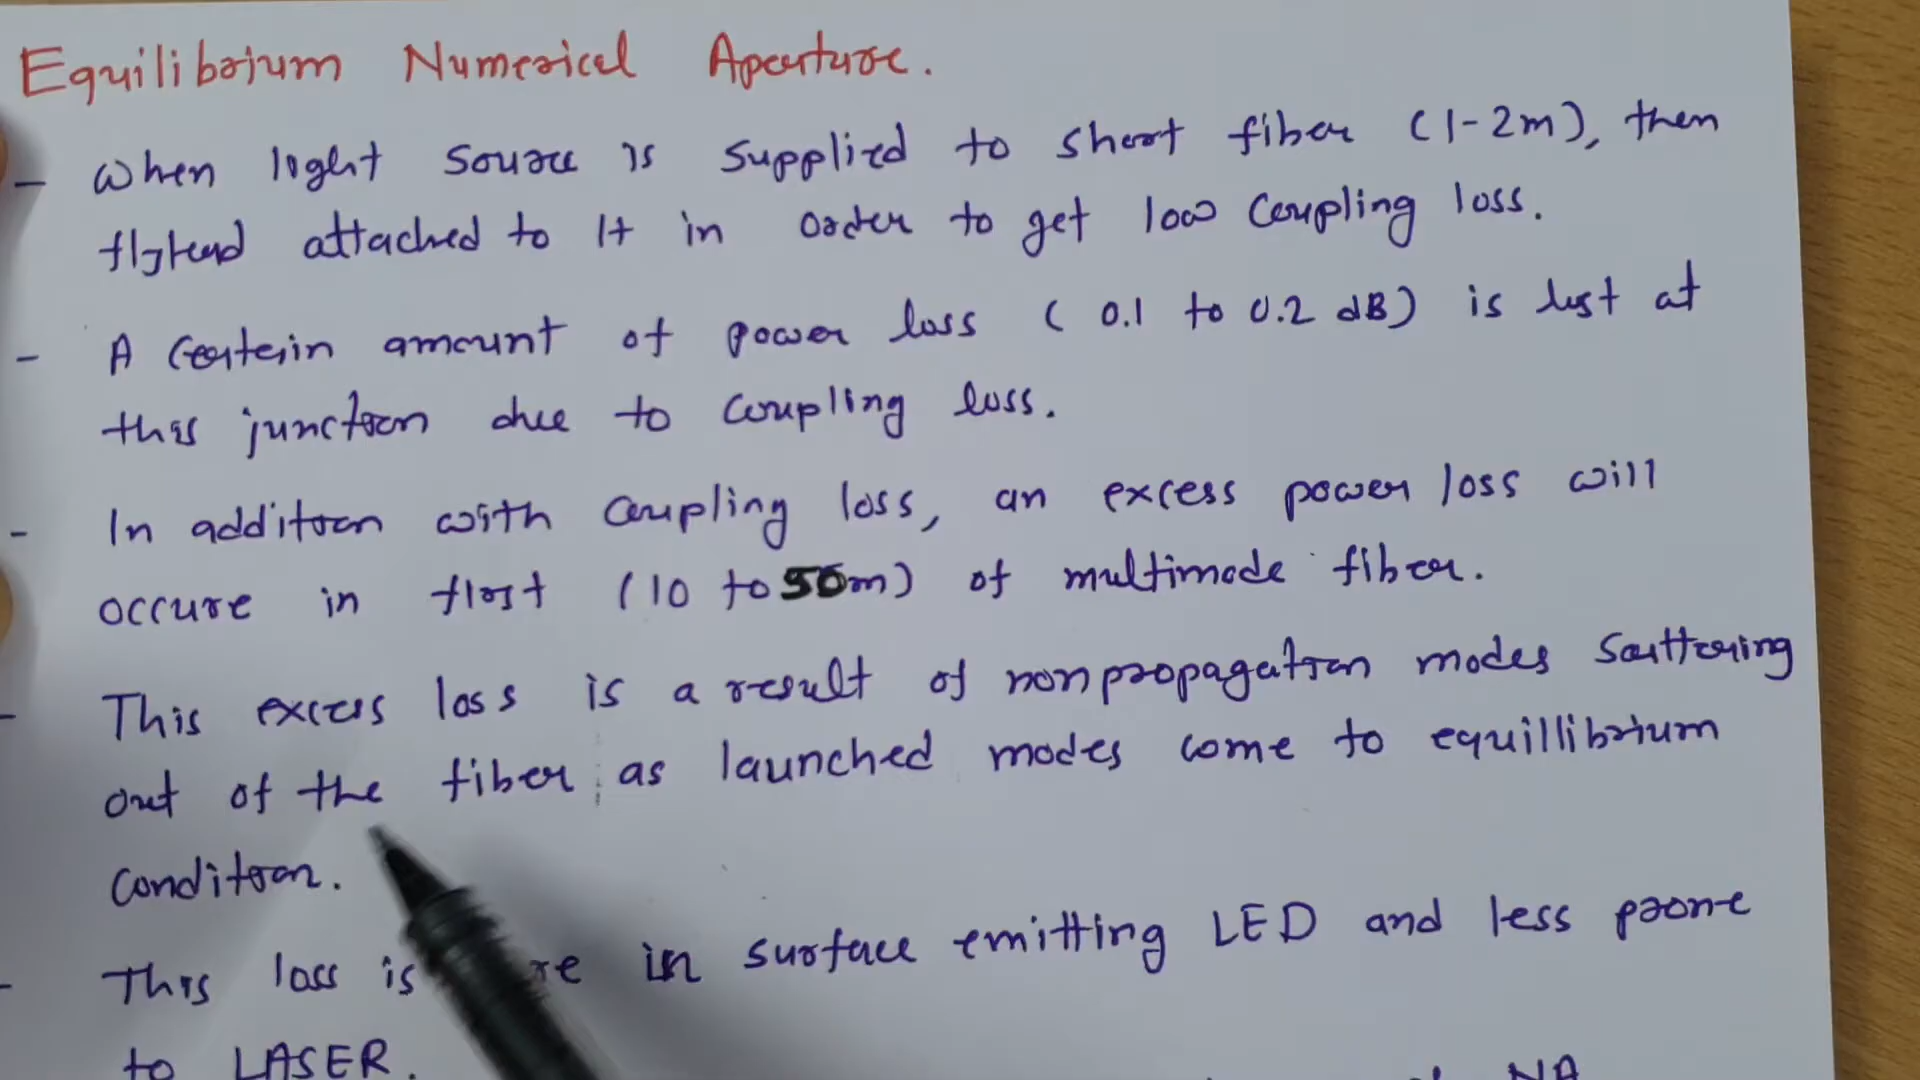 Equilibrium Numerical Aperture.
- When light source is supplied to short fiber (1-2m), then
flylead attached to It in order to get low coupling loss.
- A Certain amount of power loss (0.1 to 0.2 dB) is lost at
this junction due to coupling loss.
- In addition with coupling loss, an excess power loss will
occure in first (10 to 50m) of multimode fiber.
- This excess loss is a result of nonpropagation modes Scattering
out of the fiber as launched modes come to equillibrium
condition.
- This loss is in surface emitting LED and less prone
to LASER.
NA